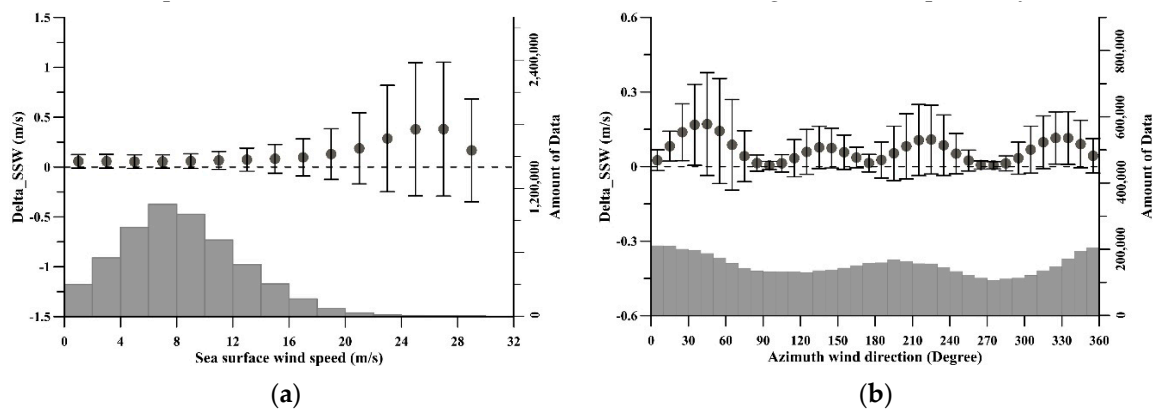 1.5
1
0.5
0
-0.5
-1
-1.5
Delta_SSW (m/s)
2,400,000
1,200,000
0
Amount of Data
0 4 8 12 16 20 24 28 32
Sea surface wind speed (m/s)
(a)
0.6
0.3
0
-0.3
-0.6
Delta_SSW (m/s)
800,000
600,000
400,000
200,000
0
Amount of Data
0 30 60 90 120 150 180 210 240 270 300 330 360
Azimuth wind direction (Degree)
(b)